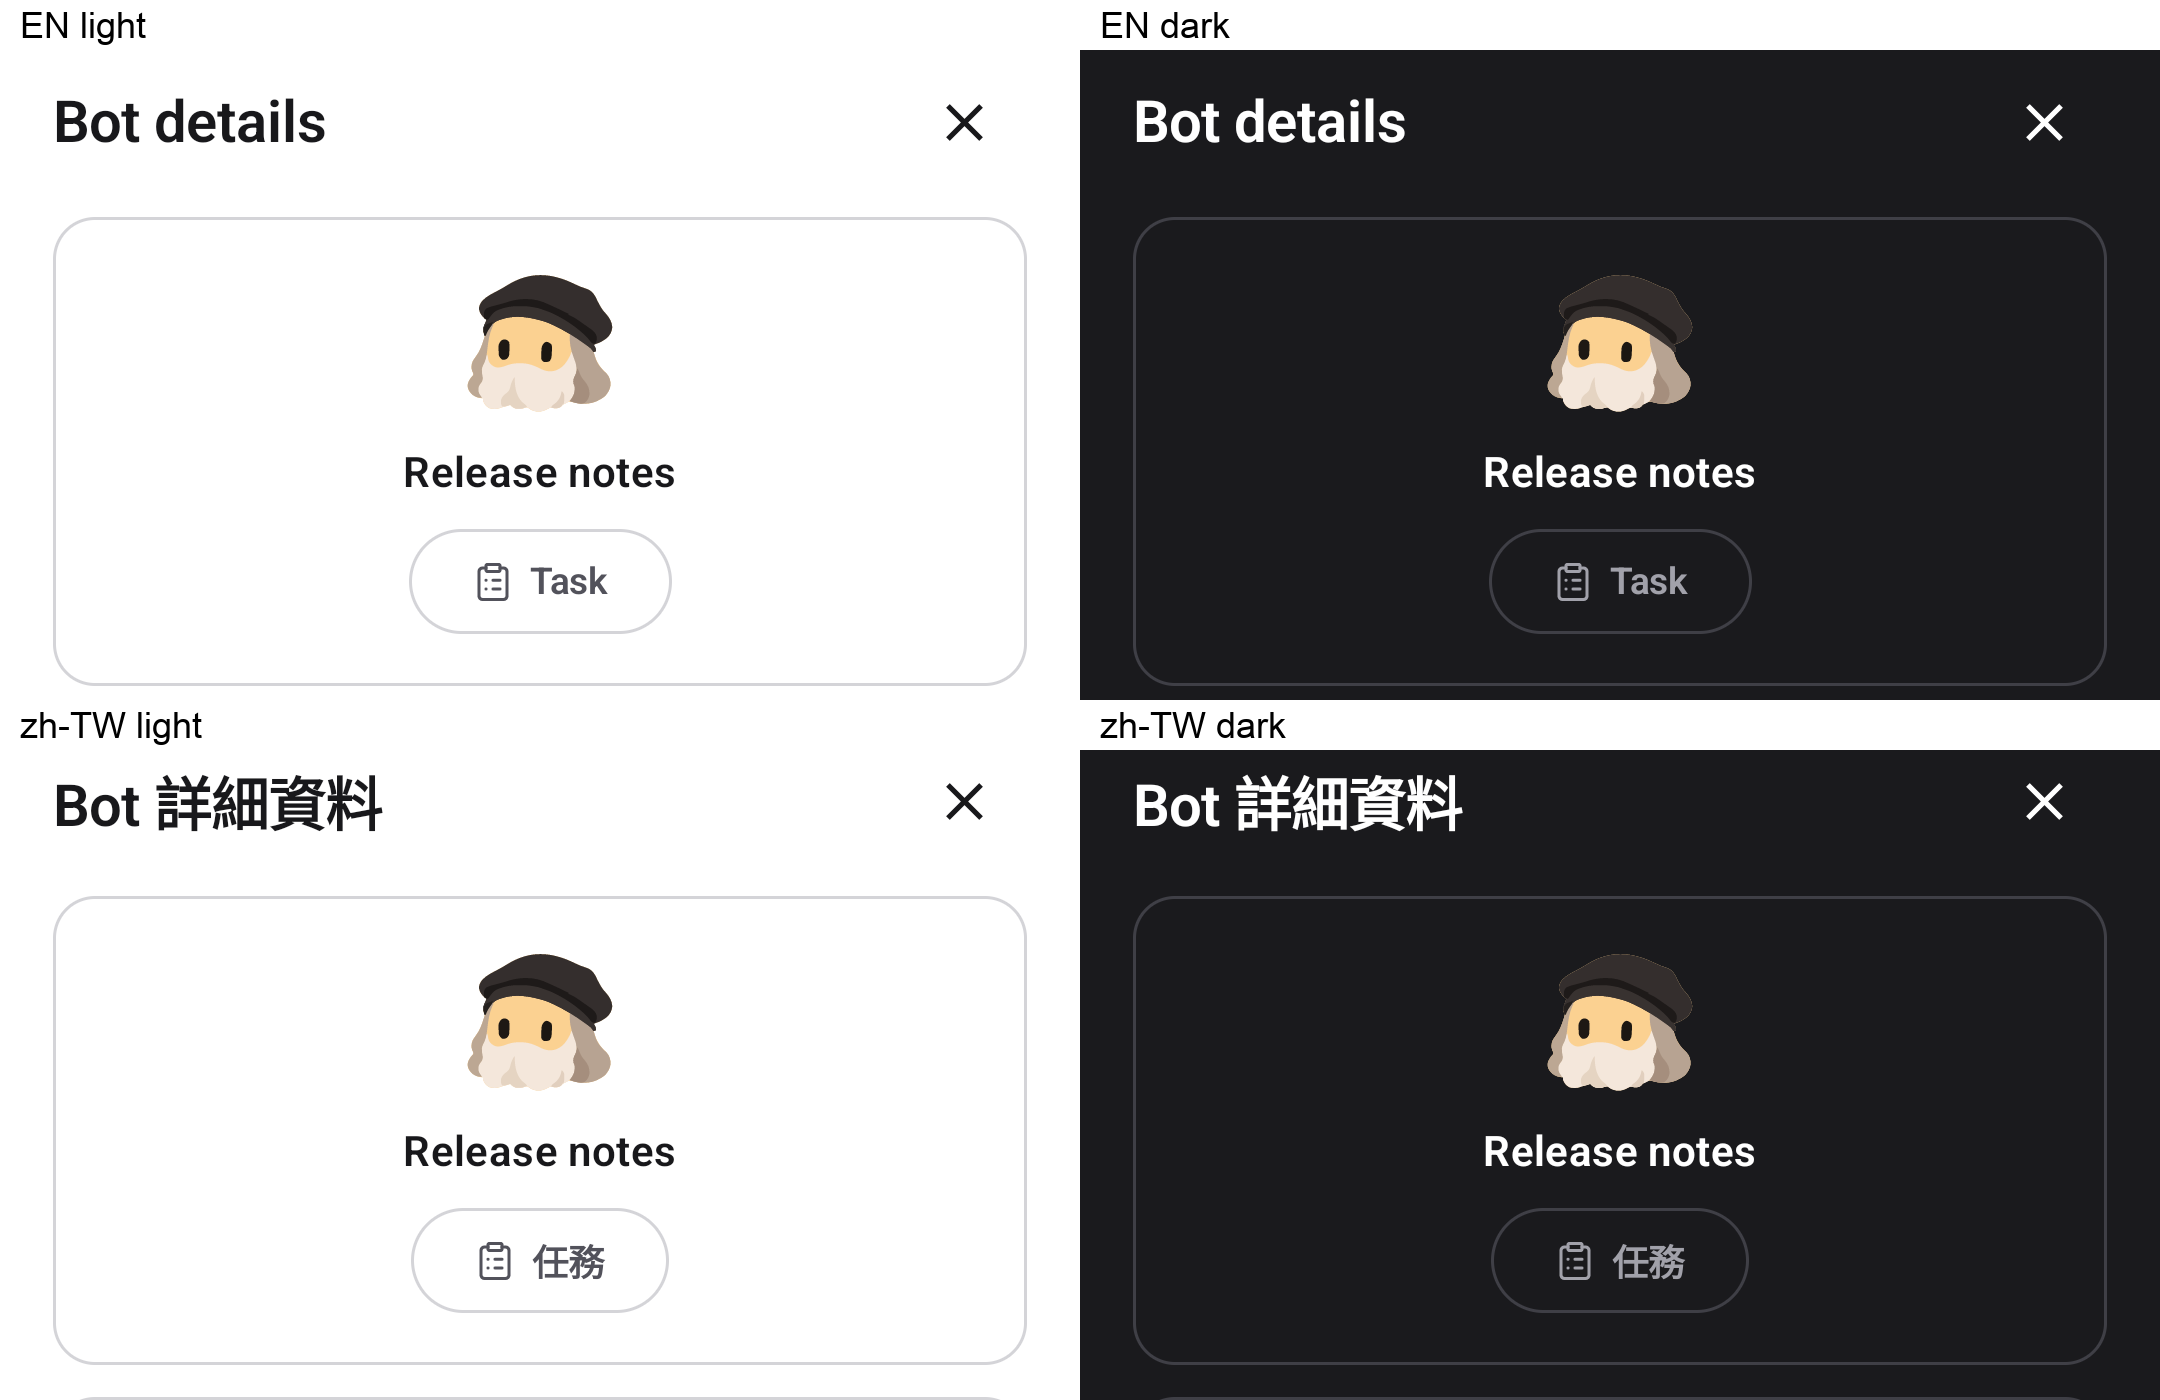 EN light
Bot details
Release notes
Task
EN dark
Bot details
Release notes
Task
zh-TW light
Bot 詳細資料
Release notes
任務
zh-TW dark
Bot 詳細資料
Release notes
任務